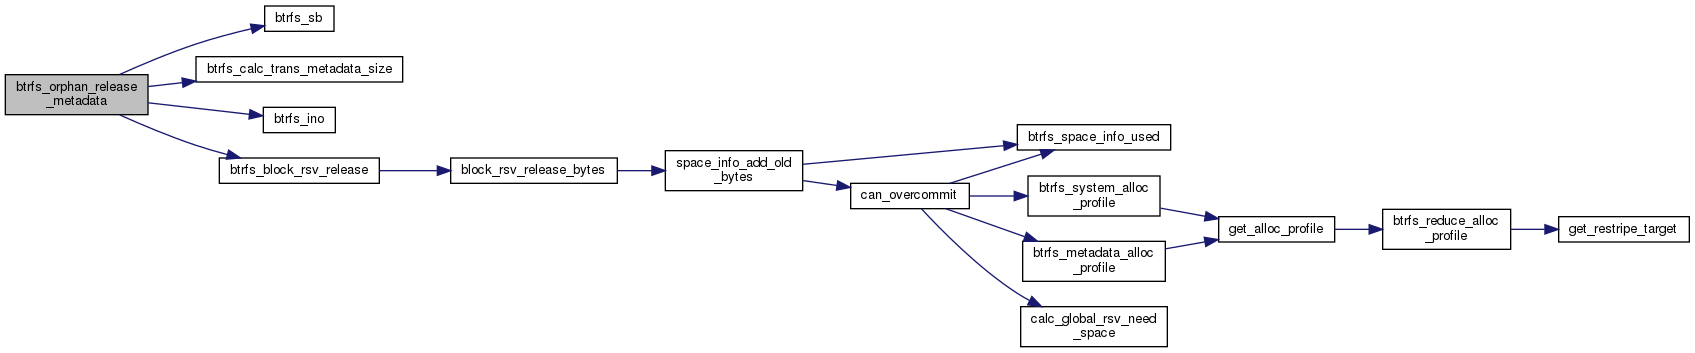 btrfs_orphan_release
_metadata
btrfs_sb
btrfs_calc_trans_metadata_size
btrfs_ino
btrfs_block_rsv_release
block_rsv_release_bytes
space_info_add_old
_bytes
btrfs_space_info_used
can_overcommit
btrfs_system_alloc
_profile
btrfs_metadata_alloc
_profile
calc_global_rsv_need
_space
get_alloc_profile
btrfs_reduce_alloc
_profile
get_restripe_target